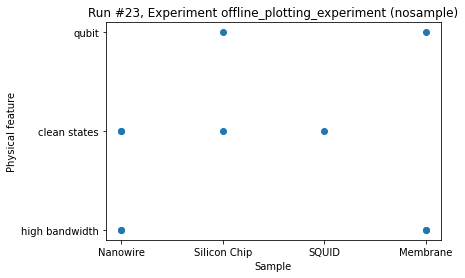 Run #23, Experiment offline_plotting_experiment (nosample)
qubit
clean states
high bandwidth
Physical feature
Nanowire Silicon Chip SQUID Membrane
Sample